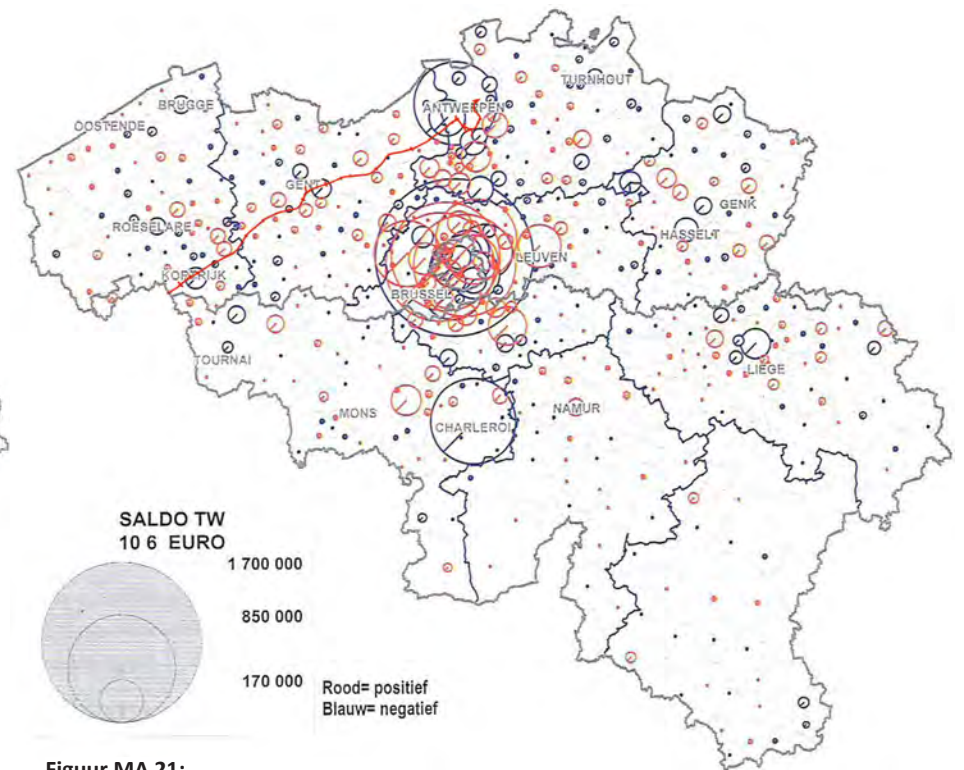 TURNHOUT
BRUGGE
ANTWERPEN
OOSTENDE
GENT
GENK
ROESELARE
HASSELT
LEUVEN
KORTRIJK
BRUSSEL
TOURNAI
LIEGE
MONS
NAMUR
CHARLEROI
SALDO TW
10 6 EURO
1 700 000
850 000
170 000
Rood= positief
Blauw= negatief
Figuur MA 21: